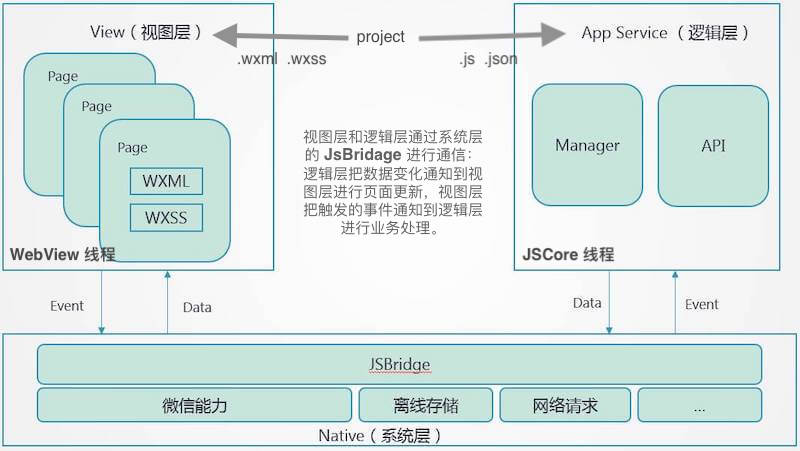 View（视图层）
project
App Service （逻辑层）
.wxml .wxss
.js .json
Page
Page
Page
WXML
WXSS
视图层和逻辑层通过系统层
的 JsBridage 进行通信：
逻辑层把数据变化通知到视
图层进行页面更新，视图层
把触发的事件通知到逻辑层
进行业务处理。
Manager
API
WebView 线程
JSCore 线程
Event
Data
Data
Event
JSBridge
微信能力
离线存储
网络请求
...
Native（系统层）